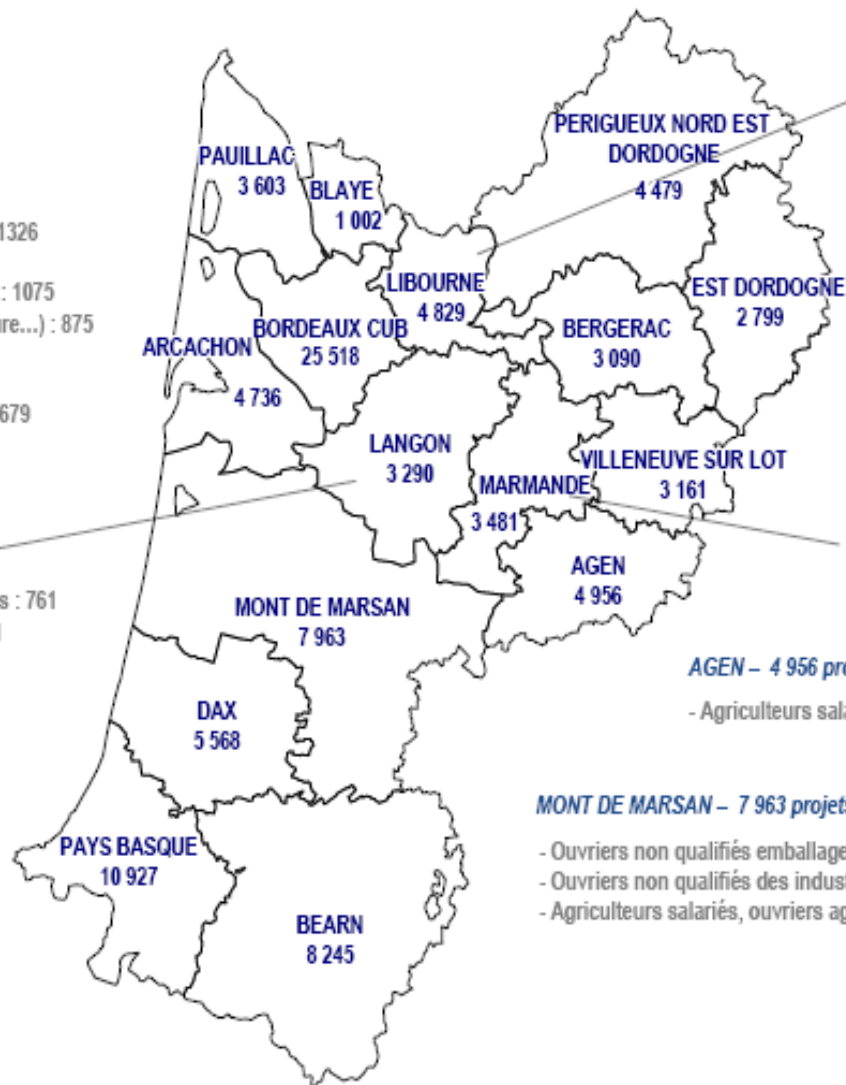 PERIGUEUX NORD EST
DORDOGNE
4 479
PAUILLAC
3 603
BLAYE
1 002
1326
: 1075
ure...) : 875
LIBOURNE
4 829
EST DORDOGNE
2 799
BORDEAUX CUB
25 518
BERGERAC
3 090
ARCACHON
4 736
679
LANGON
3 290
MARMANDE
3 481
VILLENEUVE SUR LOT
3 161
AGEN
4 956
s : 761
MONT DE MARSAN
7 963
AGEN – 4 956 pro
- Agriculteurs sala
DAX
5 568
MONT DE MARSAN – 7 963 projets
- Ouvriers non qualifiés emballage
- Ouvriers non qualifiés des indust
- Agriculteurs salariés, ouvriers ag
PAYS BASQUE
10 927
BEARN
8 245